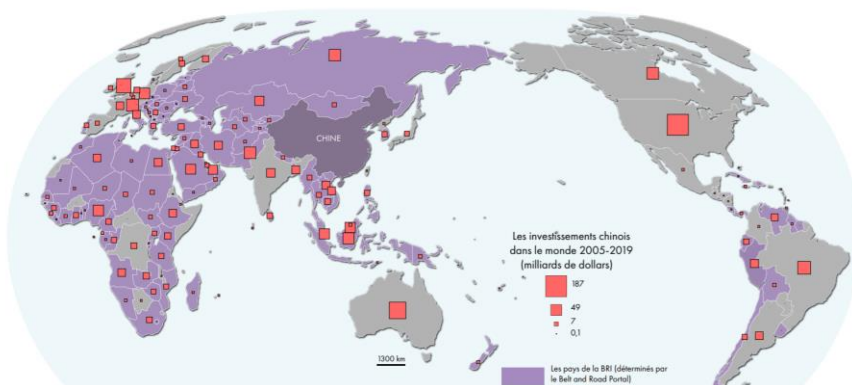 CHINE
Les investissements chinois
dans le monde 2005-2019
(milliards de dollars)
187
49
7
0,1
1300 km
Les pays de la BRI (déterminés par
le Belt and Road Portal)